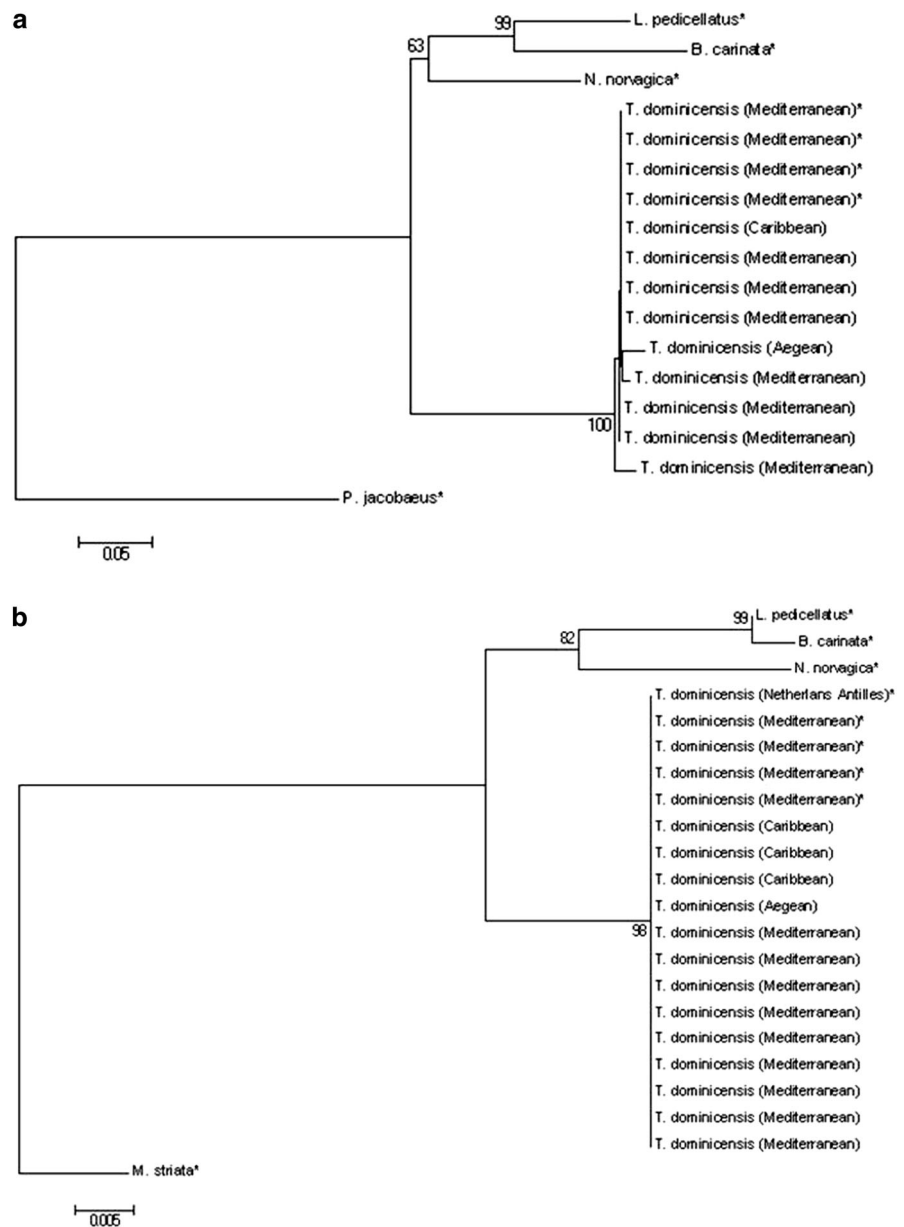 a
99
L. pedicellatus*
63
B. carinata*
N. norvagica*
T. dominicensis (Mediterranean)*
T. dominicensis (Mediterranean)*
T. dominicensis (Mediterranean)*
T. dominicensis (Mediterranean)*
T. dominicensis (Caribbean)
T. dominicensis (Mediterranean)
T. dominicensis (Mediterranean)
T. dominicensis (Mediterranean)
T. dominicensis (Aegean)
T. dominicensis (Mediterranean)
T. dominicensis (Mediterranean)
100
T. dominicensis (Mediterranean)
T. dominicensis (Mediterranean)
P. jacobaeus*
0.05
b
99
L. pedicellatus*
82
B. carinata*
N. norvagica*
T. dominicensis (Netherlans Antilles)*
T. dominicensis (Mediterranean)*
T. dominicensis (Mediterranean)*
T. dominicensis (Mediterranean)*
T. dominicensis (Mediterranean)*
T. dominicensis (Caribbean)
T. dominicensis (Caribbean)
T. dominicensis (Caribbean)
T. dominicensis (Aegean)
98
T. dominicensis (Mediterranean)
T. dominicensis (Mediterranean)
T. dominicensis (Mediterranean)
T. dominicensis (Mediterranean)
T. dominicensis (Mediterranean)
T. dominicensis (Mediterranean)
T. dominicensis (Mediterranean)
T. dominicensis (Mediterranean)
T. dominicensis (Mediterranean)
M. striata*
0.005